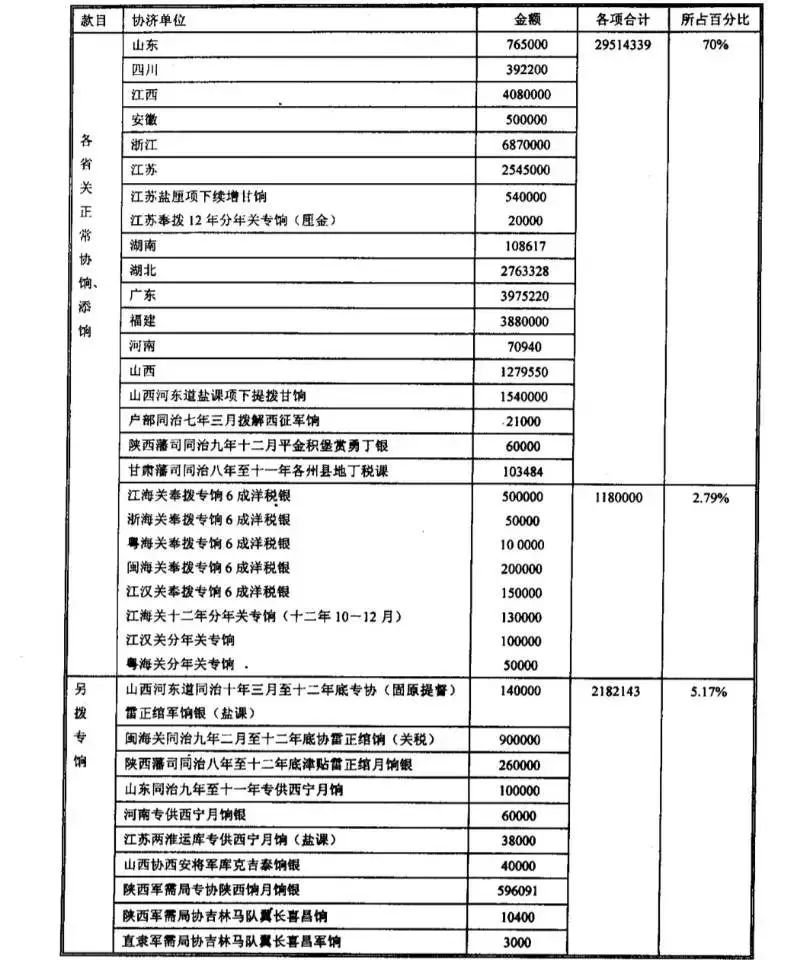 款目 协济单位 金额 各项合计 所占百分比
各省关正常协饷、添饷 山东 765000 29514339 70%
四川 392200
江西 4080000
安徽 500000
浙江 6870000
江苏 2545000
江苏盐厘项下续增甘饷 540000
江苏奉拨12年分年关专饷（厘金） 20000
湖南 108617
湖北 2763328
广东 3975220
福建 3880000
河南 70940
山西 1279550
山西河东道盐课项下提拨甘饷 1540000
户部同治七年三月拨解西征军饷 21000
陕西藩司同治九年十二月平金积堡赏勇丁银 60000
甘肃藩司同治八年至十一年各州县地丁税课 103484
江海关奉拨专饷6成洋税银 500000 1180000 2.79%
浙海关奉拨专饷6成洋税银 50000
粤海关奉拨专饷6成洋税银 10 0000
闽海关奉拨专饷6成洋税银 200000
江汉关奉拨专饷6成洋税银 150000
江海关十二年分年关专饷（十二年10－12月） 130000
江汉关分年关专饷 100000
粤海关分年关专饷 50000
另拨专饷 山西河东道同治十年三月至十二年底专协（固原提督） 140000 2182143 5.17%
雷正绾军饷银（盐课）
闽海关同治九年二月至十二年底协雷正绾饷（关税） 900000
陕西藩司同治八年至十二年底津贴雷正绾月饷银 260000
山东同治九年至十一年专供西宁月饷 100000
河南专供西宁月饷银 60000
江苏两淮运库专供西宁月饷（盐课） 38000
山西协西安将军库克吉泰饷银 40000
陕西军需局专协陕西饷月饷银 596091
陕西军需局协吉林马队翼长喜昌饷 10400
直隶军需局协吉林马队翼长喜昌军饷 3000